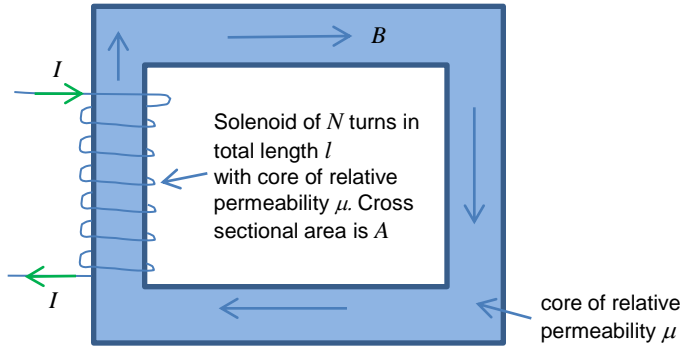 B
I
Solenoid of N turns in
total length l
with core of relative
permeability μ. Cross
sectional area is A
I
core of relative
permeability μ